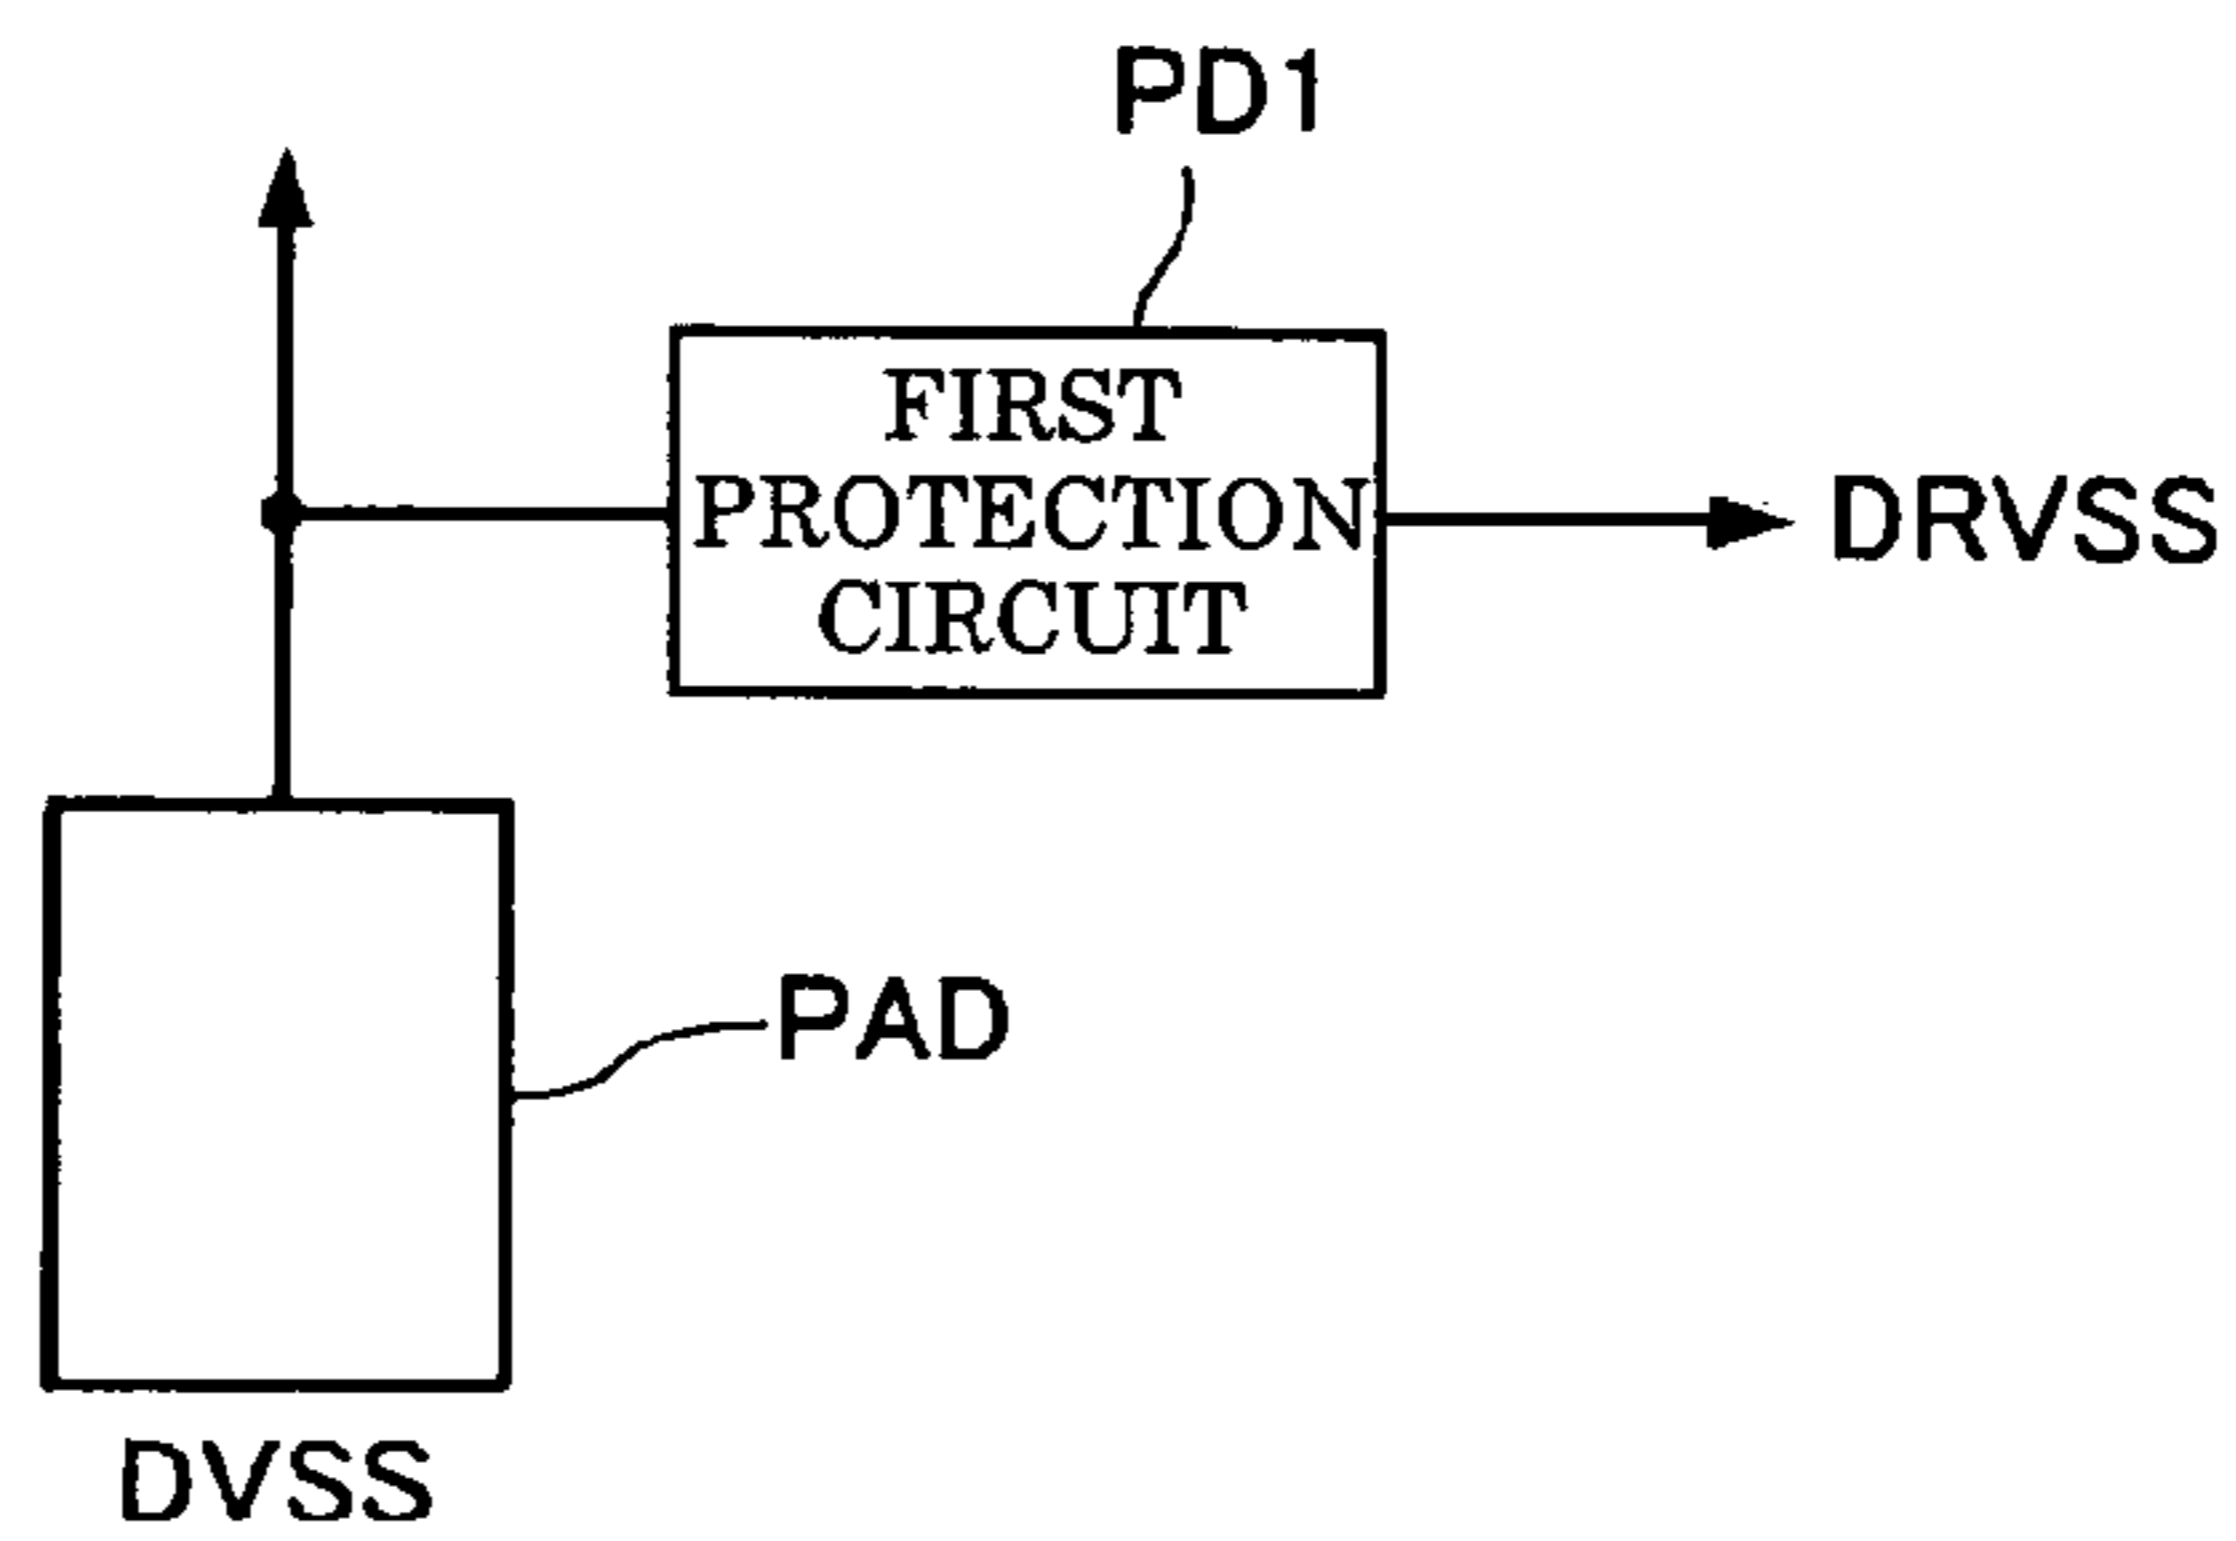 PD1
FIRST
PROTECTION
CIRCUIT
DRVSS
PAD
DVSS